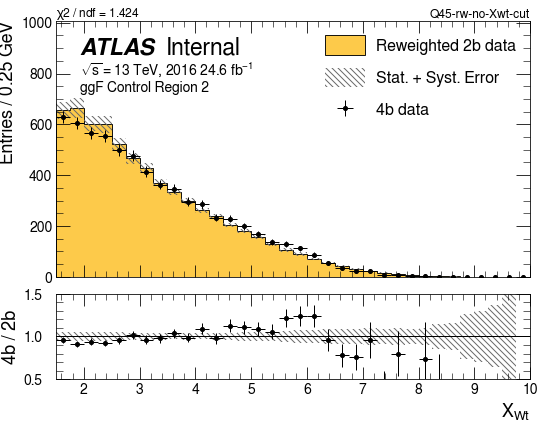 χ2 / ndf = 1.424
Q45-rw-no-Xwt-cut
Entries / 0.25 GeV
1000
800
600
400
200
0
ATLAS Internal
√s = 13 TeV, 2016 24.6 fb⁻¹
ggF Control Region 2
Reweighted 2b data
Stat. + Syst. Error
4b data
4b / 2b
1.5
1.0
0.5
2 3 4 5 6 7 8 9 10
X_Wt